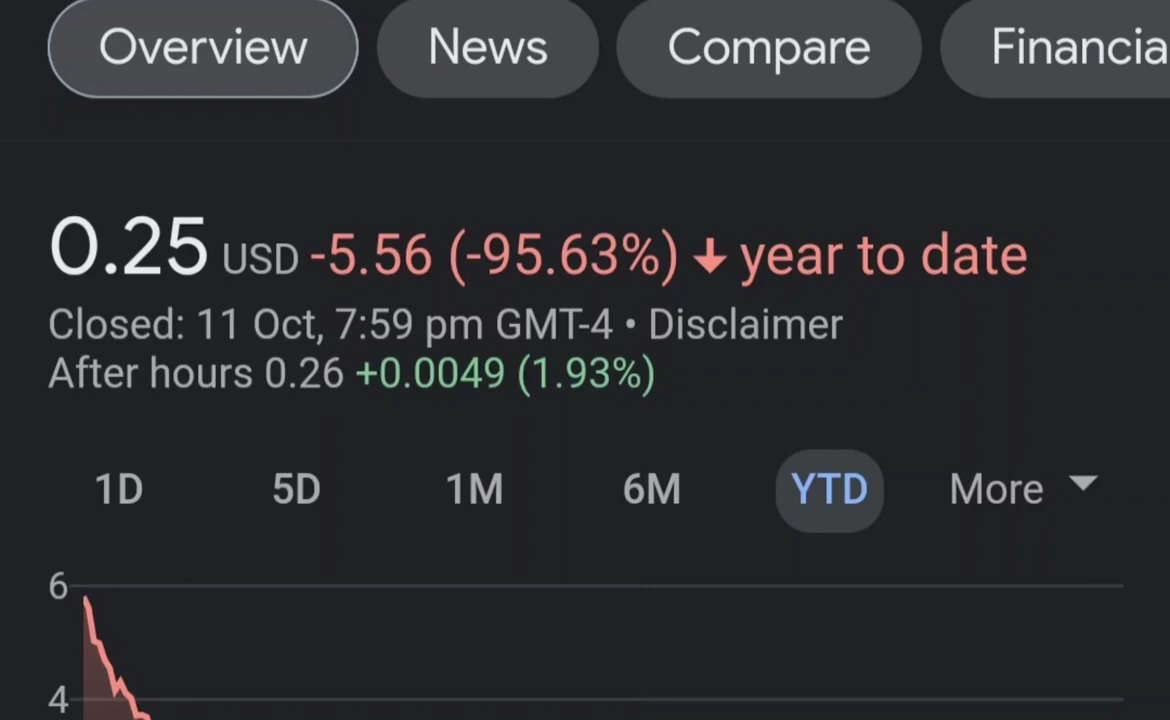 Overview News Compare Financia
0.25 USD -5.56 (-95.63%) ↓ year to date
Closed: 11 Oct, 7:59 pm GMT-4 • Disclaimer
After hours 0.26 +0.0049 (1.93%)
1D 5D 1M 6M YTD More
6
4